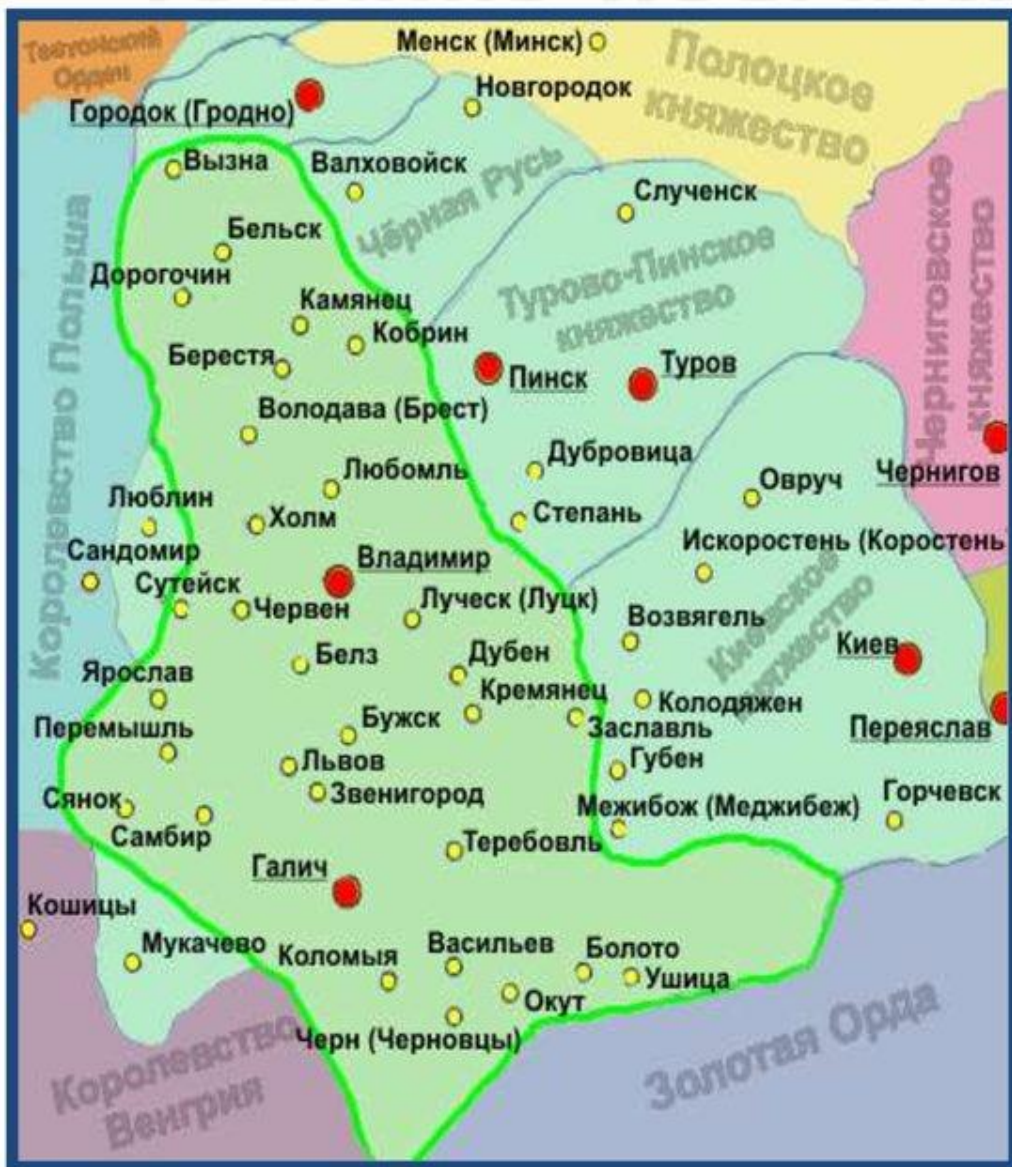 Тевтонский
Орден
Менск (Минск)
Полоцкое
княжество
Городок (Гродно)
Новгородок
Вызна
Валховойск
Чёрная Русь
Слученск
Черниговское
княжество
Бельск
Дорогочин
Турово-Пинское
княжество
Камянец
Кобрин
Берестя
Пинск
Туров
Королевство Польша
Володава (Брест)
Чернигов
Любомль
Дубровица
Овруч
Люблин
Холм
Степань
Сандомир
Владимир
Искоростень (Коростень)
Сутейск
Червен
Луческ (Луцк)
Возвягель
Киевское
княжество
Киев
Белз
Дубен
Ярослав
Кремянец
Колодяжен
Перемышль
Бужск
Заславль
Переяслав
Львов
Губен
Звенигород
Сянок
Межибож (Меджибеж)
Горчевск
Самбир
Теребовль
Галич
Кошицы
Мукачево
Коломыя
Васильев
Болото
Ушица
Окут
Черн (Черновцы)
Королевство
Венгрия
Золотая Орда